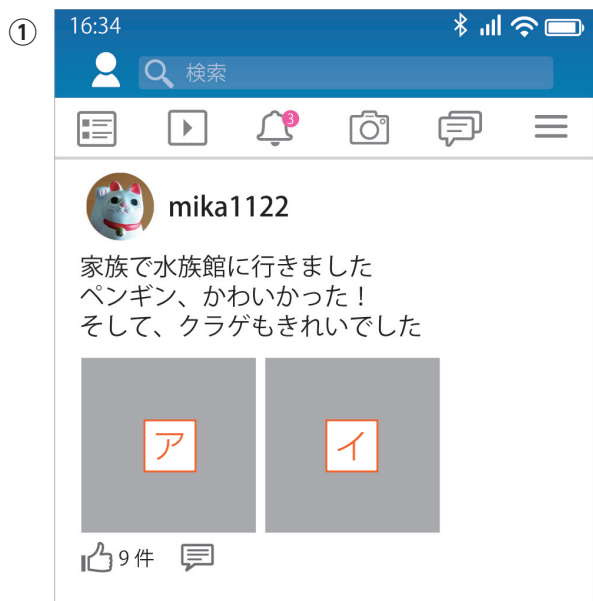 ①
16:34
検索
3
mika1122
家族で水族館に行きました
ペンギン、かわいかった！
そして、クラゲもきれいでした
ア イ
9件